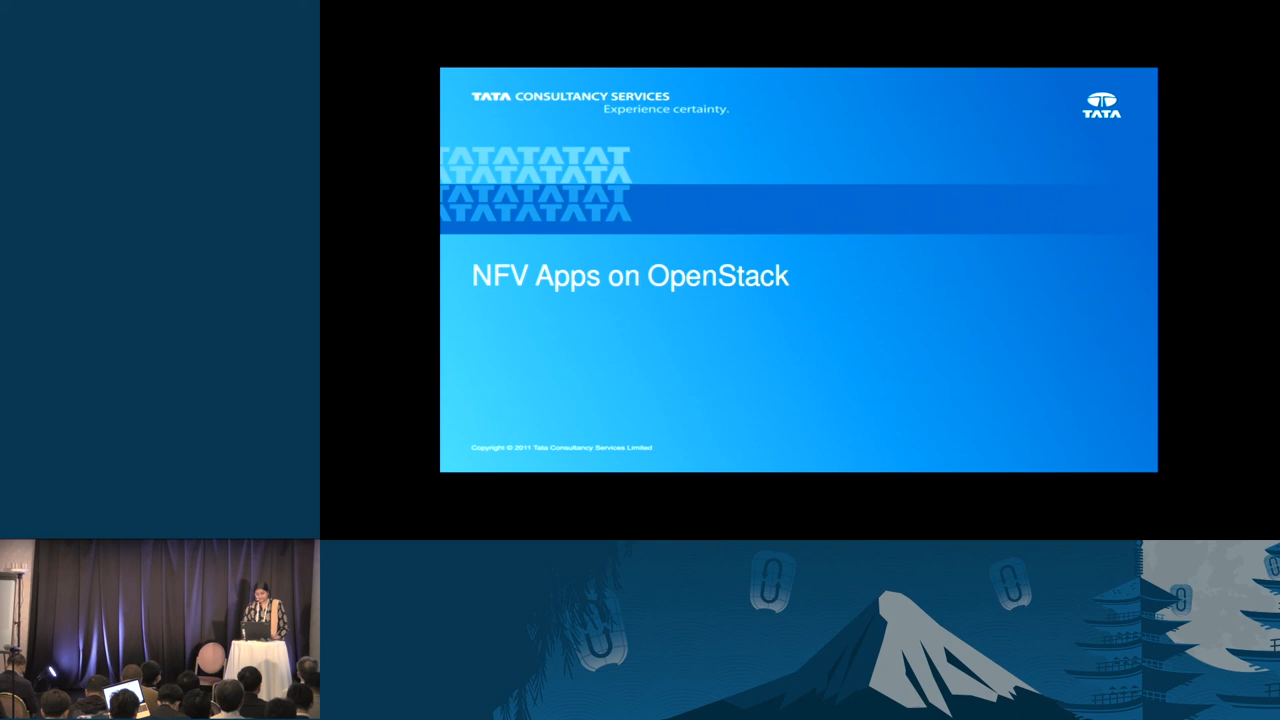 TATA CONSULTANCY SERVICES
Experience certainty.
TATA
TATATATAT
ATATATATA
TATATATAT
ATATATATA
NFV Apps on OpenStack
Copyright © 2011 Tata Consultancy Services Limited